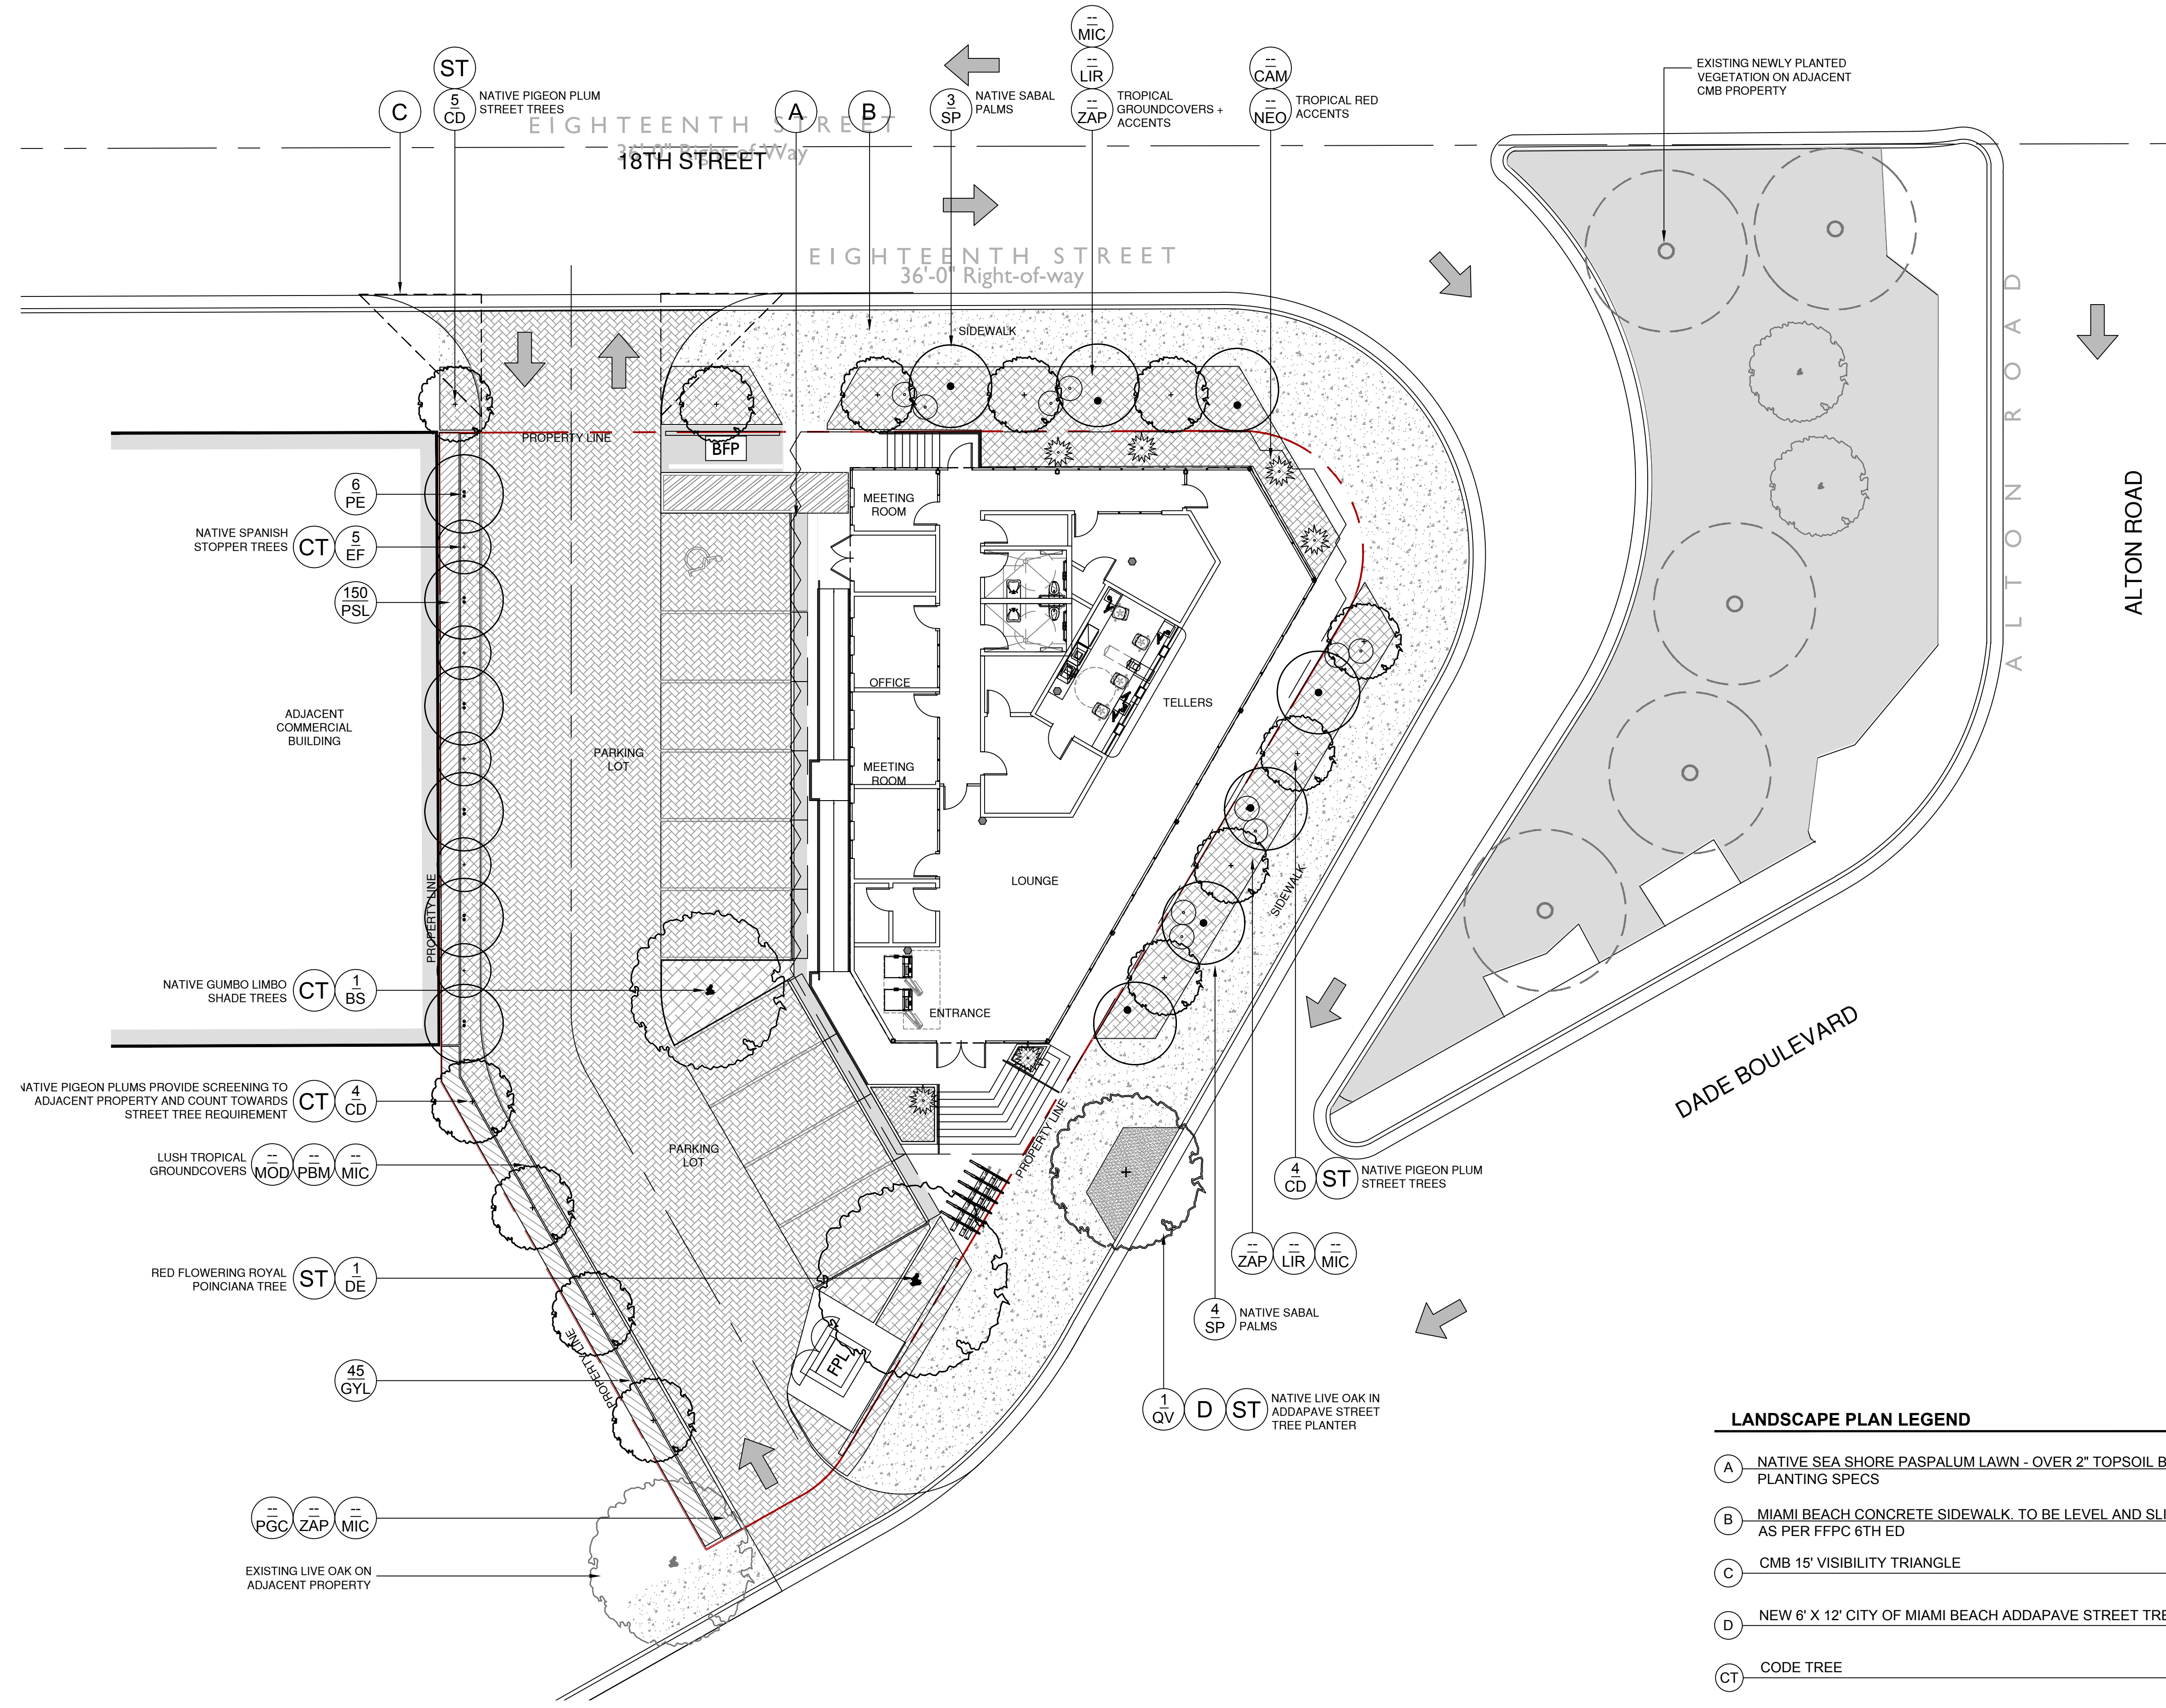 MIC
LIR
ZAP
TROPICAL
GROUNDCOVERS +
ACCENTS
CAM
NEO
TROPICAL RED
ACCENTS
EXISTING NEWLY PLANTED
VEGETATION ON ADJACENT
CMB PROPERTY
ST
5
CD
NATIVE PIGEON PLUM
STREET TREES
C
A
B
3
SP
NATIVE SABAL
PALMS
EIGHTEENTH STREET
36'-0" Right-of-Way
18TH STREET
EIGHTEENTH STREET
36'-0" Right-of-way
SIDEWALK
PROPERTY LINE
BFP
6
PE
NATIVE SPANISH
STOPPER TREES
CT
5
EF
150
PSL
ADJACENT
COMMERCIAL
BUILDING
PARKING
LOT
MEETING
ROOM
OFFICE
MEETING
ROOM
TELLERS
LOUNGE
ENTRANCE
SIDEWALK
PROPERTY LINE
ALTON ROAD
ALTON ROAD
DADE BOULEVARD
NATIVE GUMBO LIMBO
SHADE TREES
CT
1
BS
NATIVE PIGEON PLUMS PROVIDE SCREENING TO
ADJACENT PROPERTY AND COUNT TOWARDS
STREET TREE REQUIREMENT
CT
4
CD
LUSH TROPICAL
GROUNDCOVERS
MOD
PBM
MIC
PARKING
LOT
PROPERTY LINE
4
CD
ST
NATIVE PIGEON PLUM
STREET TREES
ZAP
LIR
MIC
4
SP
NATIVE SABAL
PALMS
RED FLOWERING ROYAL
POINCIANA TREE
ST
1
DE
FPL
PROPERTY LINE
45
GYL
1
QV
D
ST
NATIVE LIVE OAK IN
ADDAPAVE STREET
TREE PLANTER
PGC
ZAP
MIC
EXISTING LIVE OAK ON
ADJACENT PROPERTY
LANDSCAPE PLAN LEGEND
A
NATIVE SEA SHORE PASPALUM LAWN - OVER 2" TOPSOIL B
PLANTING SPECS
B
MIAMI BEACH CONCRETE SIDEWALK. TO BE LEVEL AND SLI
AS PER FFPC 6TH ED
C
CMB 15' VISIBILITY TRIANGLE
D
NEW 6' X 12' CITY OF MIAMI BEACH ADDAPAVE STREET TRE
CT
CODE TREE